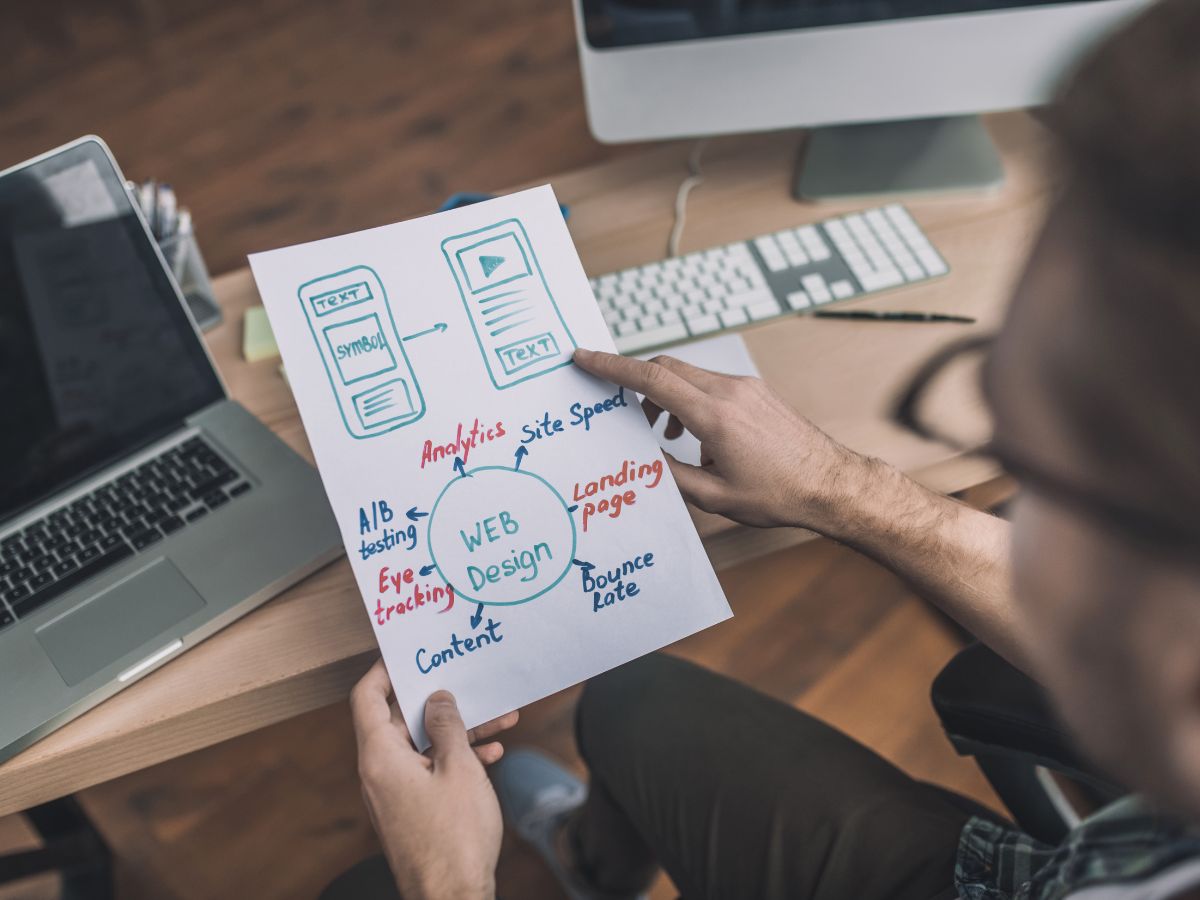 TEXT
SYMBOL
TEXT
Analytics
Site Speed
Landing
page
A/B
testing
WEB
Design
Eye
tracking
Bounce
Rate
Content